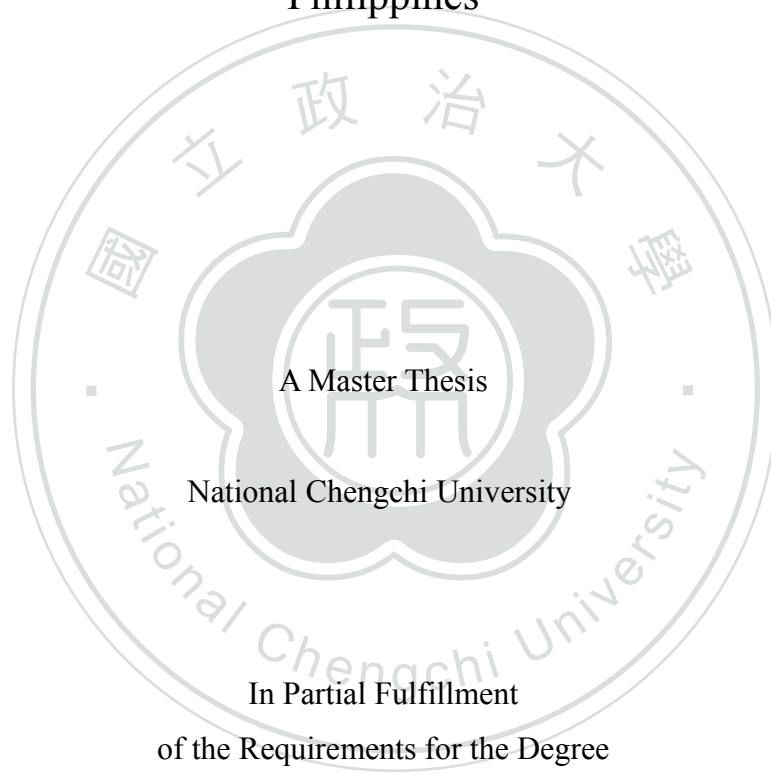 Philippines
國立政治大學
政大
A Master Thesis
National Chengchi University
National Chengchi University
In Partial Fulfillment
of the Requirements for the Degree